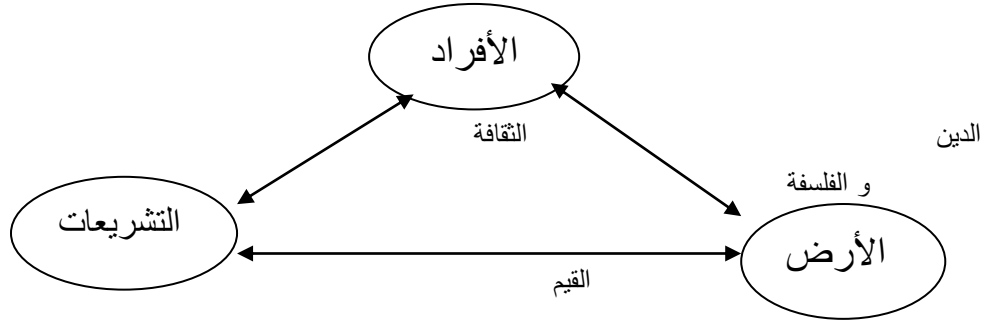 الأفراد
الثقافة
الدين
و الفلسفة
التشريعات
الأرض
القيم